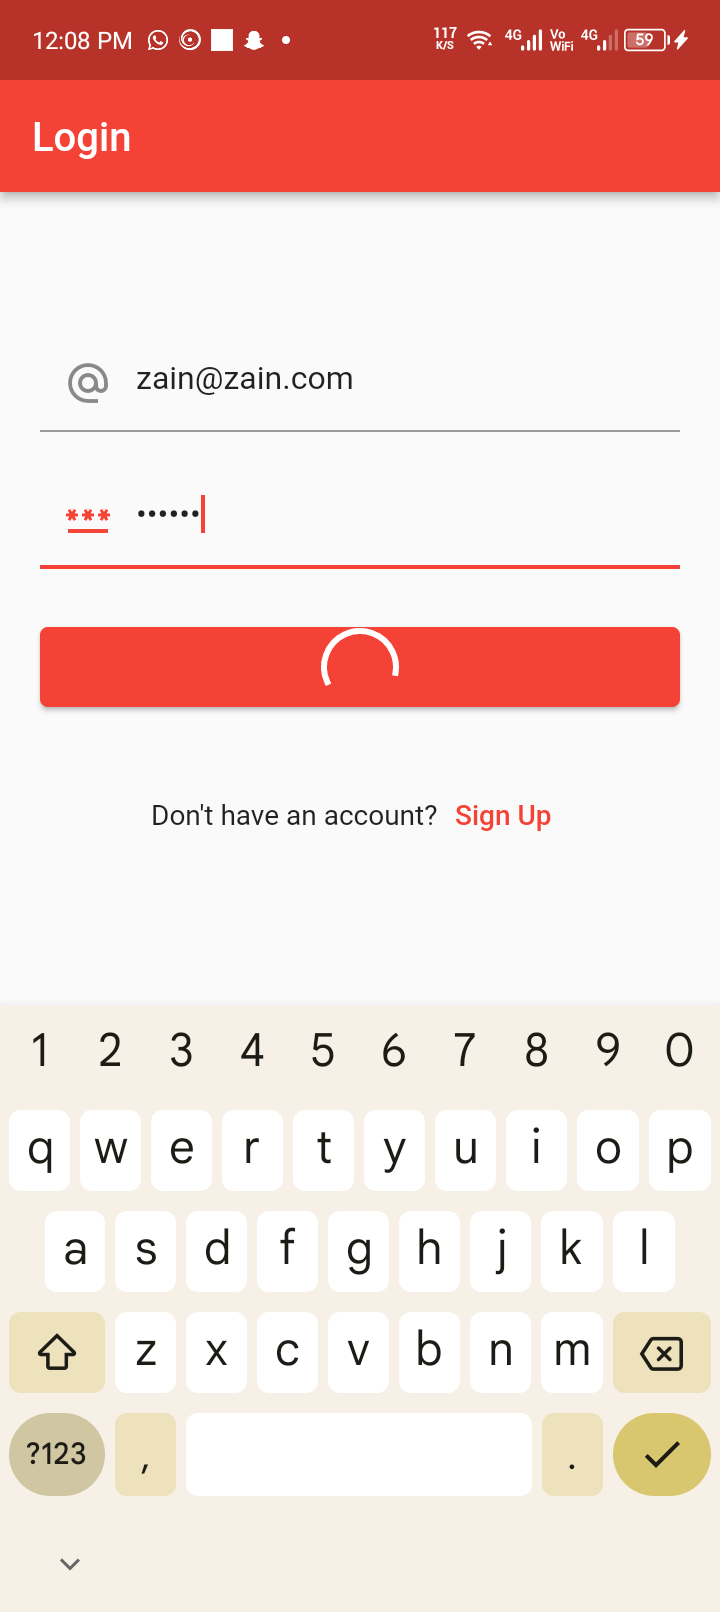 12:08 PM 117 K/S 4G Vo WiFi 4G 59
Login
zain@zain.com
***  ••••••
Don't have an account? Sign Up
1 2 3 4 5 6 7 8 9 0
q w e r t y u i o p
a s d f g h j k l
z x c v b n m
?123 , .